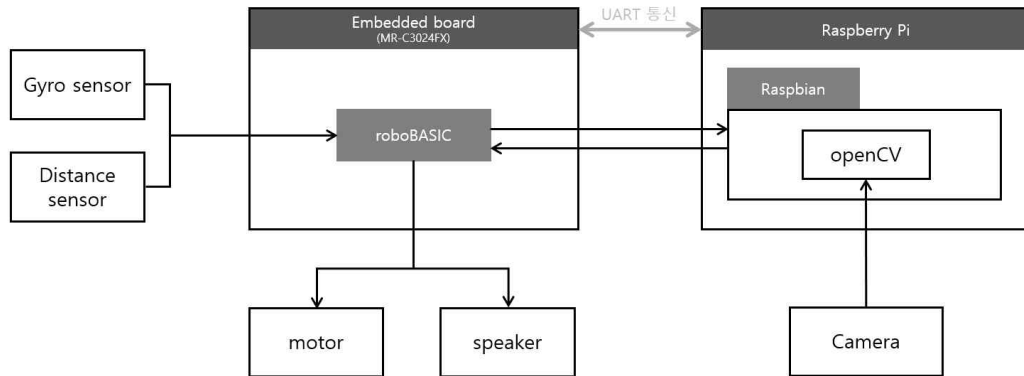 UART 통신
Embedded board
(MR-C3024FX)
Raspberry Pi
Gyro sensor
Raspbian
roboBASIC
openCV
Distance
sensor
motor
speaker
Camera